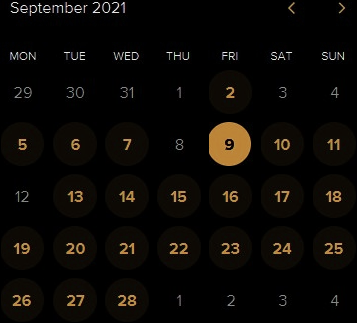 September 2021
MON TUE WED THU FRI SAT SUN
29 30 31 1 2 3 4
5 6 7 8 9 10 11
12 13 14 15 16 17 18
19 20 21 22 23 24 25
26 27 28 1 2 3 4